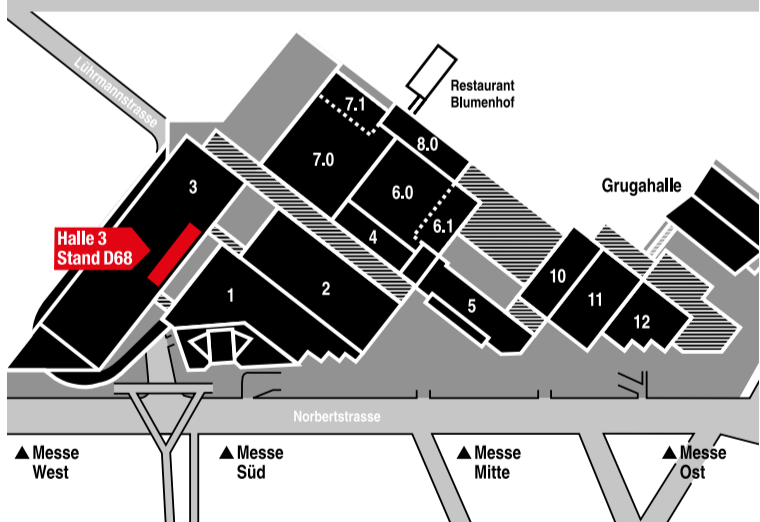 Lührmannstrasse
Restaurant
Blumenhof
7.1
7.0
8.0
3
6.0
6.1
4
Grugahalle
Halle 3
Stand D68
1
2
5
10
11
12
Norbertstrasse
▲ Messe
West
▲ Messe
Süd
▲ Messe
Mitte
▲ Messe
Ost